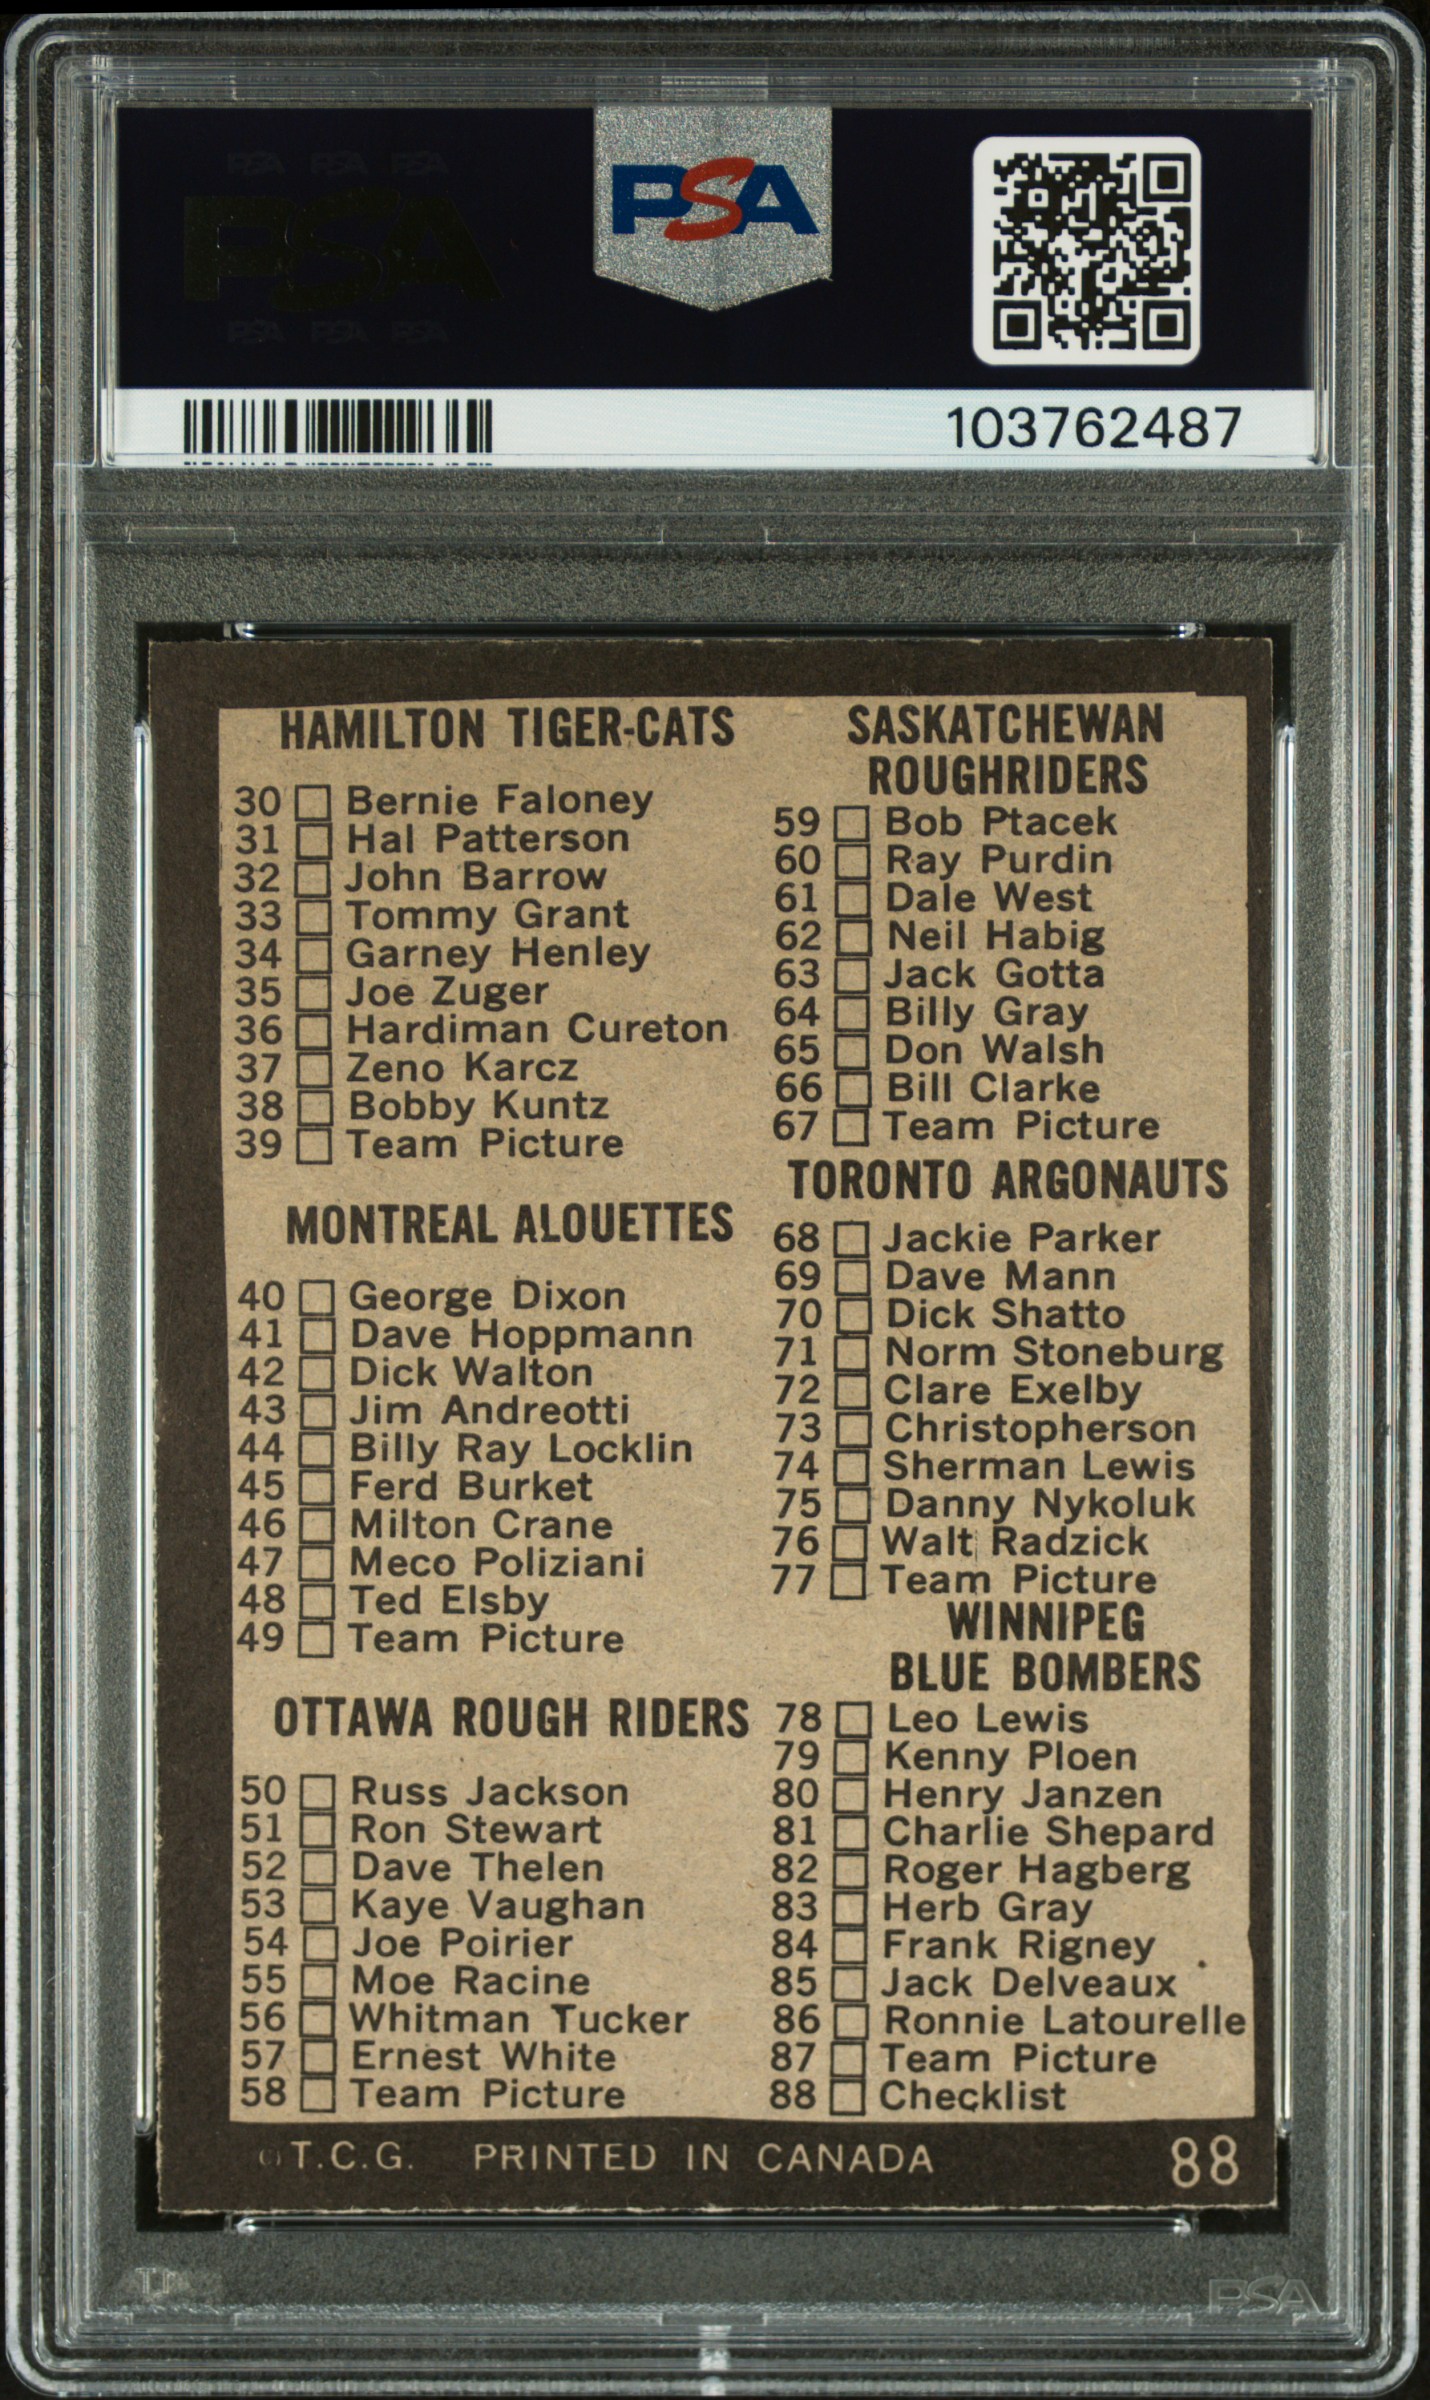 PSA PSA PSA
PSA
PSA PSA PSA
PSA
103762487
HAMILTON TIGER-CATS
30 Bernie Faloney
31 Hal Patterson
32 John Barrow
33 Tommy Grant
34 Garney Henley
35 Joe Zuger
36 Hardiman Cureton
37 Zeno Karcz
38 Bobby Kuntz
39 Team Picture
MONTREAL ALOUETTES
40 George Dixon
41 Dave Hoppmann
42 Dick Walton
43 Jim Andreotti
44 Billy Ray Locklin
45 Ferd Burket
46 Milton Crane
47 Meco Poliziani
48 Ted Elsby
49 Team Picture
OTTAWA ROUGH RIDERS
50 Russ Jackson
51 Ron Stewart
52 Dave Thelen
53 Kaye Vaughan
54 Joe Poirier
55 Moe Racine
56 Whitman Tucker
57 Ernest White
58 Team Picture
SASKATCHEWAN
ROUGHRIDERS
59 Bob Ptacek
60 Ray Purdin
61 Dale West
62 Neil Habig
63 Jack Gotta
64 Billy Gray
65 Don Walsh
66 Bill Clarke
67 Team Picture
TORONTO ARGONAUTS
68 Jackie Parker
69 Dave Mann
70 Dick Shatto
71 Norm Stoneburg
72 Clare Exelby
73 Christopherson
74 Sherman Lewis
75 Danny Nykoluk
76 Walt Radzick
77 Team Picture
WINNIPEG
BLUE BOMBERS
78 Leo Lewis
79 Kenny Ploen
80 Henry Janzen
81 Charlie Shepard
82 Roger Hagberg
83 Herb Gray
84 Frank Rigney
85 Jack Delveaux
86 Ronnie Latourelle
87 Team Picture
88 Checklist
©T.C.G. PRINTED IN CANADA 88
PSA